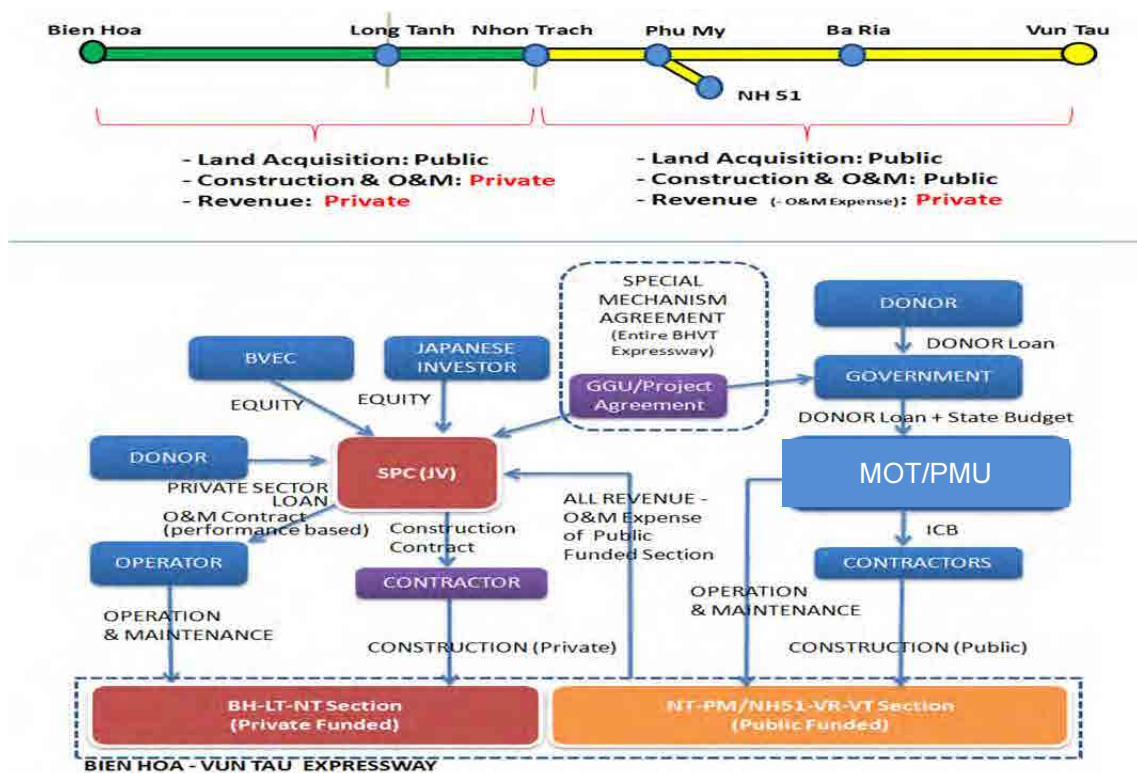 Bien Hoa
Long Tanh
Nhon Trach
Phu My
Ba Ria
Vun Tau
NH 51
- Land Acquisition: Public
- Construction & O&M: Private
- Revenue: Private
- Land Acquisition: Public
- Construction & O&M: Public
- Revenue (- O&M Expense): Private
SPECIAL
MECHANISM
AGREEMENT
(Entire BHVT
Expressway)
GGU/Project
Agreement
DONOR
DONOR Loan
GOVERNMENT
DONOR Loan + State Budget
MOT/PMU
BVEC
JAPANESE
INVESTOR
EQUITY
EQUITY
DONOR
PRIVATE SECTOR
LOAN
SPC (JV)
O&M Contract
(performance based)
Construction
Contract
ALL REVENUE -
O&M Expense
of Public
Funded Section
ICB
OPERATOR
CONTRACTOR
CONTRACTORS
OPERATION
& MAINTENANCE
CONSTRUCTION (Private)
OPERATION
& MAINTENANCE
CONSTRUCTION (Public)
BH-LT-NT Section
(Private Funded)
NT-PM/NH51-VR-VT Section
(Public Funded)
BIEN HOA - VUN TAU EXPRESSWAY